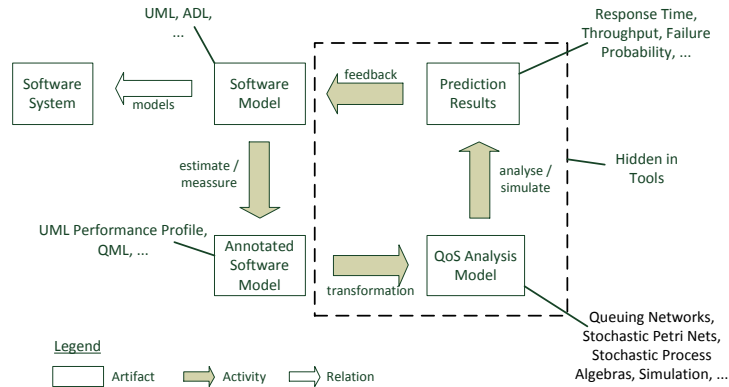 UML, ADL,
...
Response Time,
Throughput, Failure
Probability, ...
Software
System
models
Software
Model
feedback
Prediction
Results
estimate /
meassure
analyse /
simulate
Hidden in
Tools
UML Performance Profile,
QML, ...
Annotated
Software
Model
transformation
QoS Analysis
Model
Queuing Networks,
Stochastic Petri Nets,
Stochastic Process
Algebras, Simulation, ...
Legend
Artifact
Activity
Relation